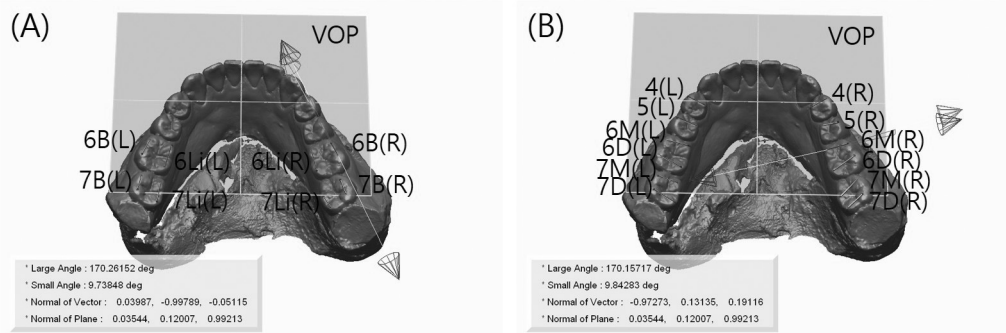 (A)
VOP
6B(L)
6B(R)
6Li(L)
6Li(R)
7B(L)
7B(R)
7Li(L)
7Li(R)
' Large Angle : 170.26152 deg
' Small Angle : 9.73848 deg
' Normal of Vector : 0.03987, -0.99789, -0.05115
' Normal of Plane : 0.03544, 0.12007, 0.99213
(B)
VOP
4(L)
4(R)
5(L)
5(R)
6M(L)
6M(R)
6D(L)
6D(R)
7M(L)
7M(R)
7D(L)
7D(R)
' Large Angle : 170.15717 deg
' Small Angle : 9.84283 deg
' Normal of Vector : -0.97273, 0.13135, 0.19116
' Normal of Plane : 0.03544, 0.12007, 0.99213